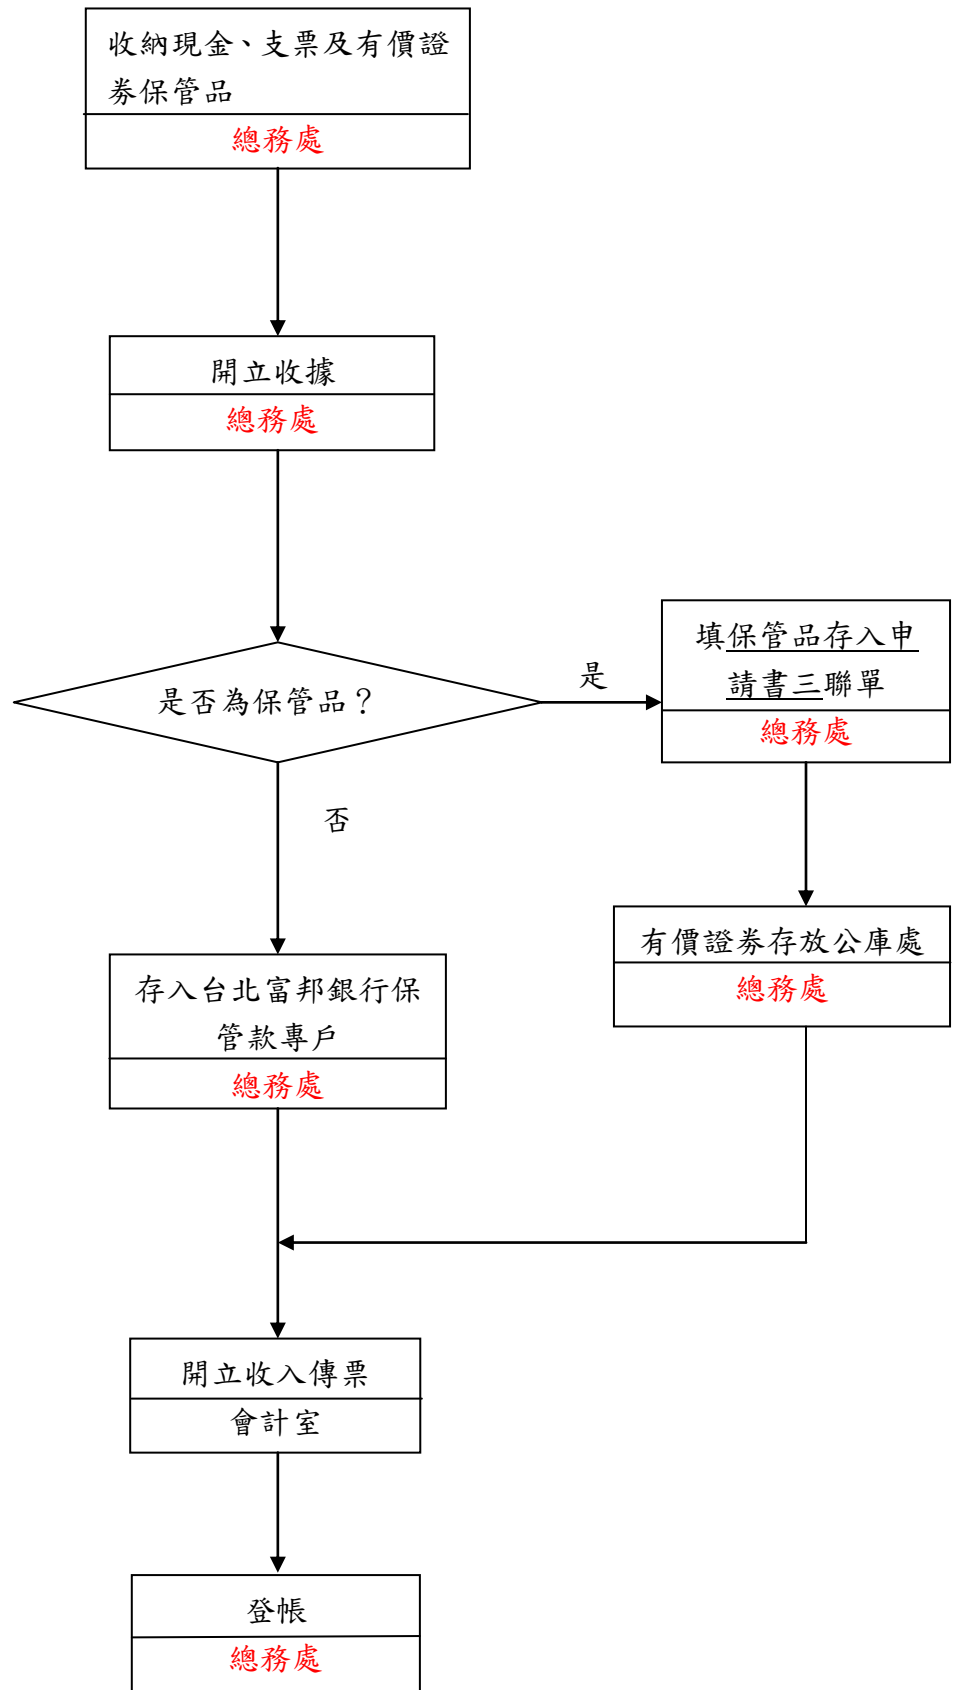 收納現金、支票及有價證
券保管品
總務處
開立收據
總務處
是否為保管品？
是
填保管品存入申
請書三聯單
總務處
否
有價證券存放公庫處
總務處
存入台北富邦銀行保
管款專戶
總務處
開立收入傳票
會計室
登帳
總務處